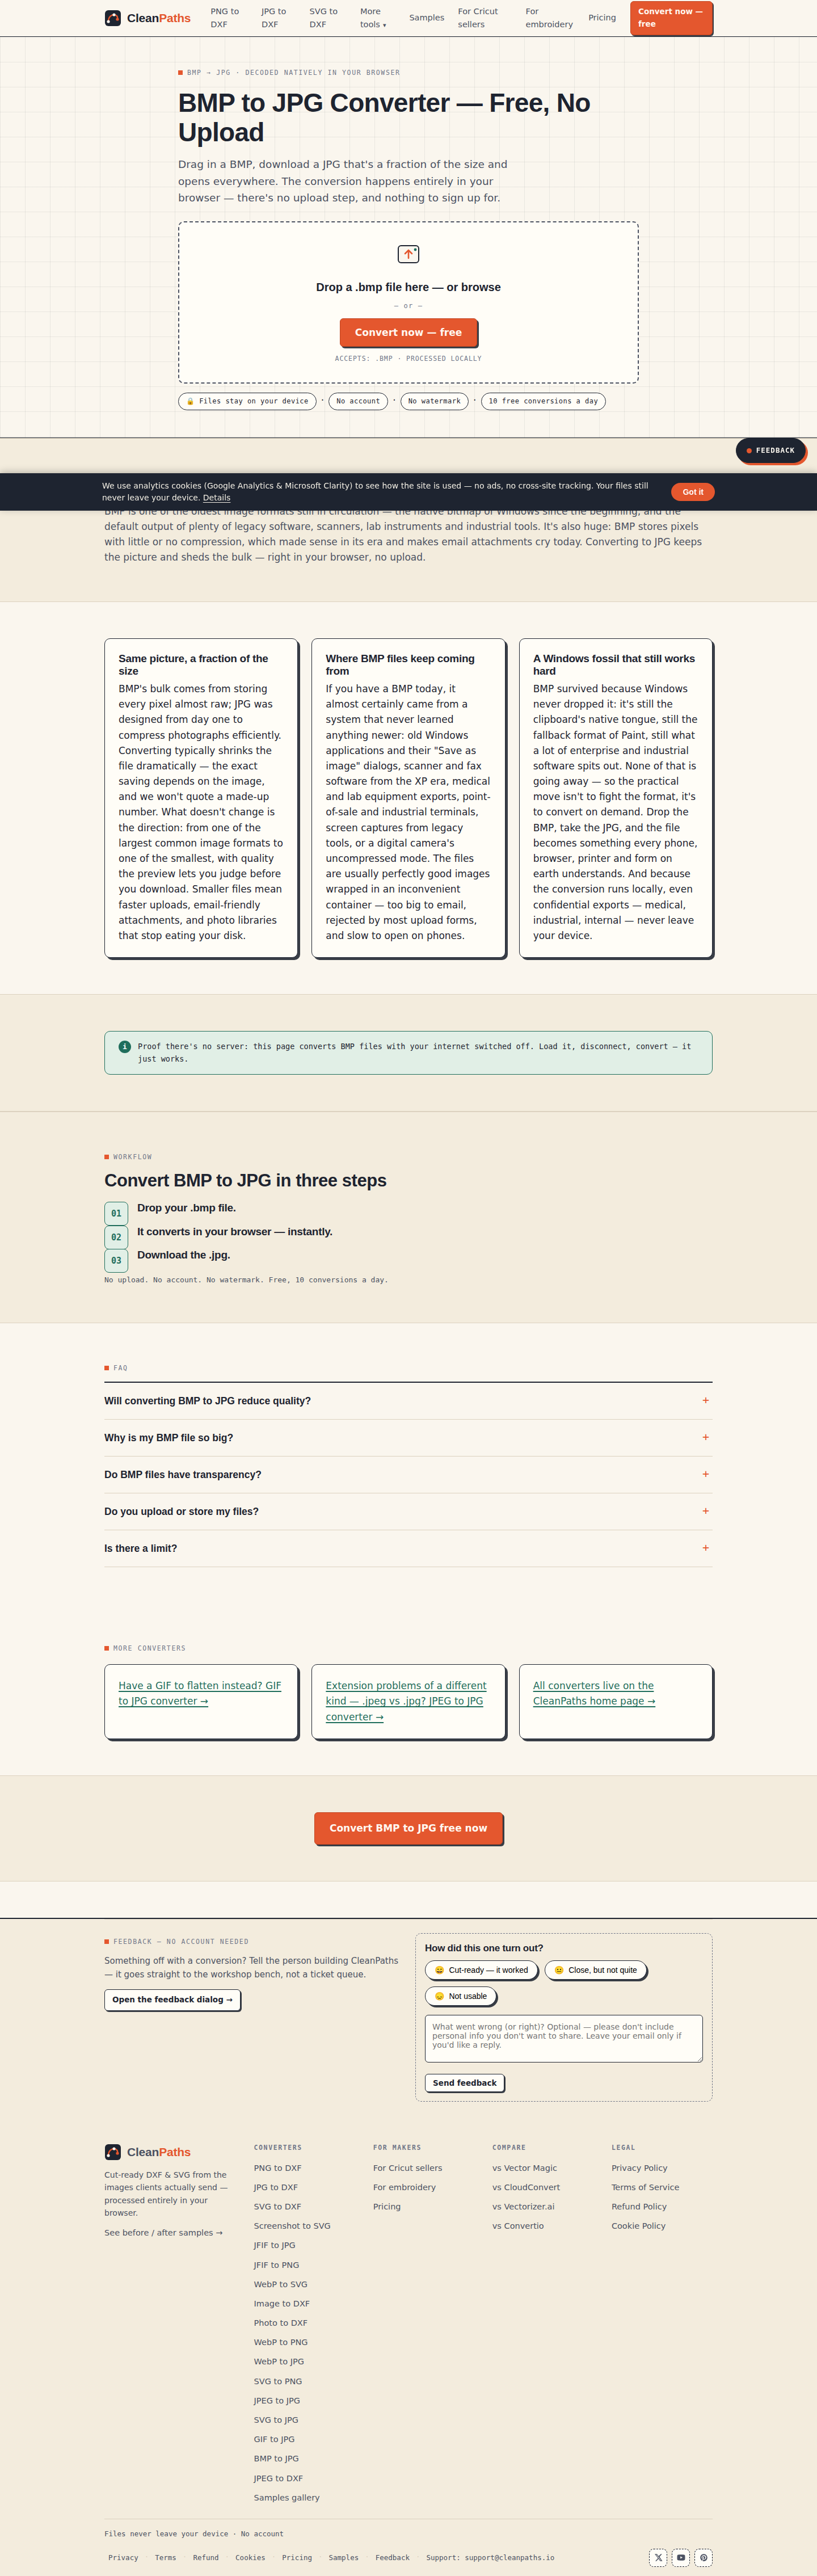 CleanPaths
PNG to
DXF
JPG to
DXF
SVG to
DXF
More
tools ▾
Samples
For Cricut
sellers
For
embroidery
Pricing
Convert now —
free
BMP → JPG · DECODED NATIVELY IN YOUR BROWSER
BMP to JPG Converter — Free, No
Upload
Drag in a BMP, download a JPG that's a fraction of the size and
opens everywhere. The conversion happens entirely in your
browser — there's no upload step, and nothing to sign up for.
Drop a .bmp file here — or browse
— or —
Convert now — free
ACCEPTS: .BMP · PROCESSED LOCALLY
🔒 Files stay on your device · No account · No watermark · 10 free conversions a day
FEEDBACK
We use analytics cookies (Google Analytics & Microsoft Clarity) to see how the site is used — no ads, no cross-site tracking. Your files still
never leave your device. Details
Got it
BMP is one of the oldest image formats still in circulation — the native bitmap of Windows since the beginning, and the
default output of plenty of legacy software, scanners, lab instruments and industrial tools. It's also huge: BMP stores pixels
with little or no compression, which made sense in its era and makes email attachments cry today. Converting to JPG keeps
the picture and sheds the bulk — right in your browser, no upload.
Same picture, a fraction of the
size
BMP's bulk comes from storing
every pixel almost raw; JPG was
designed from day one to
compress photographs efficiently.
Converting typically shrinks the
file dramatically — the exact
saving depends on the image,
and we won't quote a made-up
number. What doesn't change is
the direction: from one of the
largest common image formats to
one of the smallest, with quality
the preview lets you judge before
you download. Smaller files mean
faster uploads, email-friendly
attachments, and photo libraries
that stop eating your disk.
Where BMP files keep coming
from
If you have a BMP today, it
almost certainly came from a
system that never learned
anything newer: old Windows
applications and their "Save as
image" dialogs, scanner and fax
software from the XP era, medical
and lab equipment exports, point-
of-sale and industrial terminals,
screen captures from legacy
tools, or a digital camera's
uncompressed mode. The files
are usually perfectly good images
wrapped in an inconvenient
container — too big to email,
rejected by most upload forms,
and slow to open on phones.
A Windows fossil that still works
hard
BMP survived because Windows
never dropped it: it's still the
clipboard's native tongue, still the
fallback format of Paint, still what
a lot of enterprise and industrial
software spits out. None of that is
going away — so the practical
move isn't to fight the format, it's
to convert on demand. Drop the
BMP, take the JPG, and the file
becomes something every phone,
browser, printer and form on
earth understands. And because
the conversion runs locally, even
confidential exports — medical,
industrial, internal — never leave
your device.
i
Proof there's no server: this page converts BMP files with your internet switched off. Load it, disconnect, convert — it
just works.
WORKFLOW
Convert BMP to JPG in three steps
01 Drop your .bmp file.
02 It converts in your browser — instantly.
03 Download the .jpg.
No upload. No account. No watermark. Free, 10 conversions a day.
FAQ
Will converting BMP to JPG reduce quality? +
Why is my BMP file so big? +
Do BMP files have transparency? +
Do you upload or store my files? +
Is there a limit? +
MORE CONVERTERS
Have a GIF to flatten instead? GIF
to JPG converter →
Extension problems of a different
kind — .jpeg vs .jpg? JPEG to JPG
converter →
All converters live on the
CleanPaths home page →
Convert BMP to JPG free now
FEEDBACK — NO ACCOUNT NEEDED
Something off with a conversion? Tell the person building CleanPaths
— it goes straight to the workshop bench, not a ticket queue.
Open the feedback dialog →
How did this one turn out?
😄 Cut-ready — it worked
😐 Close, but not quite
😞 Not usable
What went wrong (or right)? Optional — please don't include
personal info you don't want to share. Leave your email only if
you'd like a reply.
Send feedback
CleanPaths
Cut-ready DXF & SVG from the
images clients actually send —
processed entirely in your
browser.
See before / after samples →
CONVERTERS
PNG to DXF
JPG to DXF
SVG to DXF
Screenshot to SVG
JFIF to JPG
JFIF to PNG
WebP to SVG
Image to DXF
Photo to DXF
WebP to PNG
WebP to JPG
SVG to PNG
JPEG to JPG
SVG to JPG
GIF to JPG
BMP to JPG
JPEG to DXF
Samples gallery
FOR MAKERS
For Cricut sellers
For embroidery
Pricing
COMPARE
vs Vector Magic
vs CloudConvert
vs Vectorizer.ai
vs Convertio
LEGAL
Privacy Policy
Terms of Service
Refund Policy
Cookie Policy
Files never leave your device · No account
Privacy Terms Refund Cookies Pricing Samples Feedback Support: support@cleanpaths.io